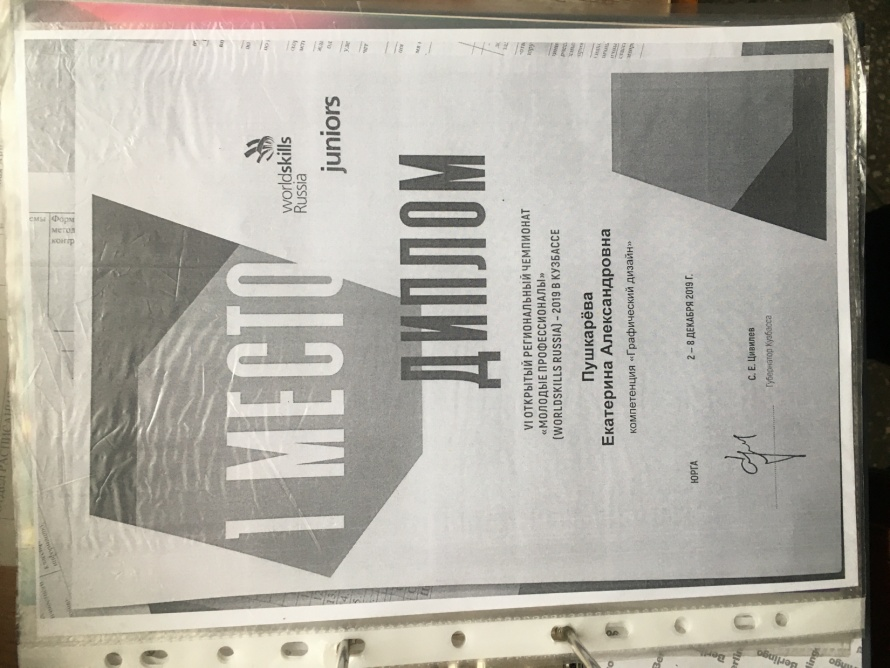 worldskills
Russia
juniors
1 МЕСТО
ДИПЛОМ
VI ОТКРЫТЫЙ РЕГИОНАЛЬНЫЙ ЧЕМПИОНАТ
«МОЛОДЫЕ ПРОФЕССИОНАЛЫ»
(WORLDSKILLS RUSSIA) – 2019 В КУЗБАССЕ
Пушкарёва
Екатерина Александровна
компетенция «Графический дизайн»
ЮРГА
2 – 8 ДЕКАБРЯ 2019 Г.
С. Е. Цивилев
Губернатор Кузбасса
Berlingo